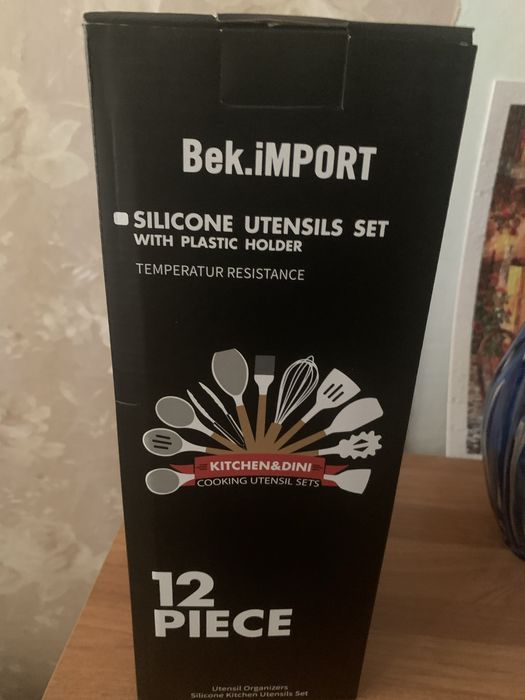 Bek.iMPORT
SILICONE UTENSILS SET
WITH PLASTIC HOLDER
TEMPERATUR RESISTANCE
KITCHEN&DINI
COOKING UTENSIL SETS
12
PIECE
Utensil Organizers
Silicone Kitchen Utensils Set